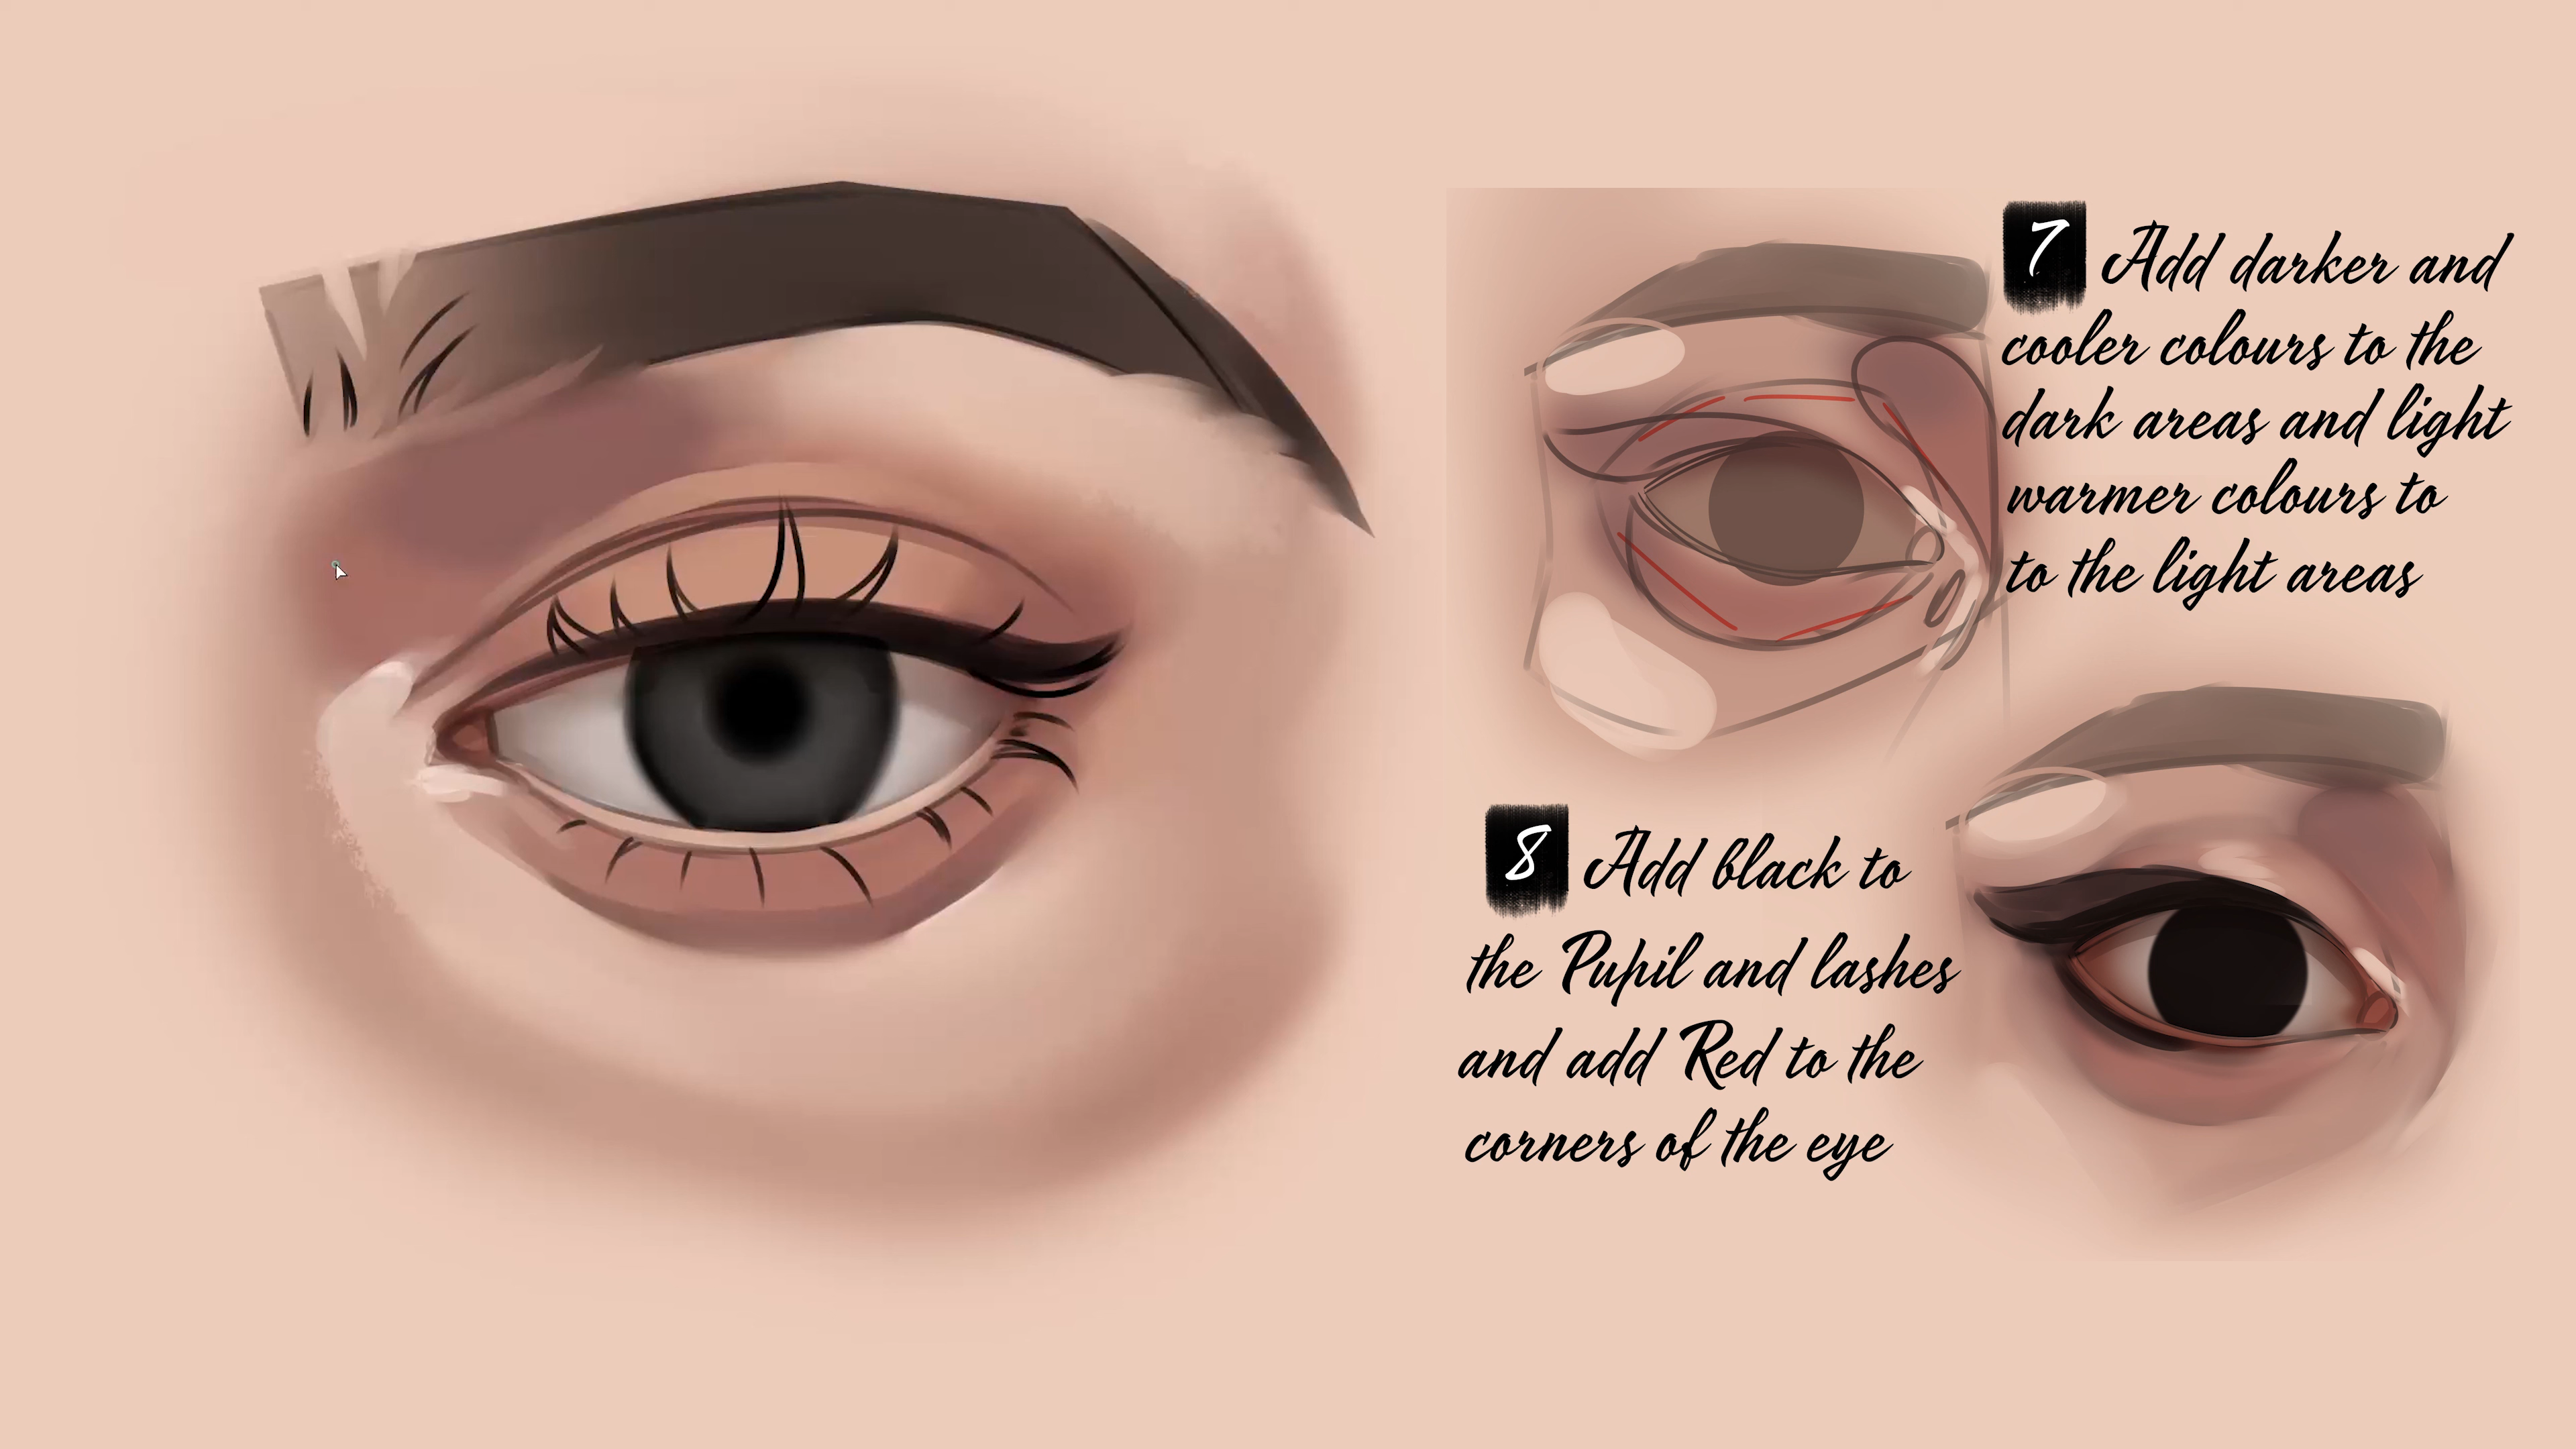 7 Add darker and
cooler colours to the
dark areas and light
warmer colours to
to the light areas
8 Add black to
the Pupil and lashes
and add Red to the
corners of the eye